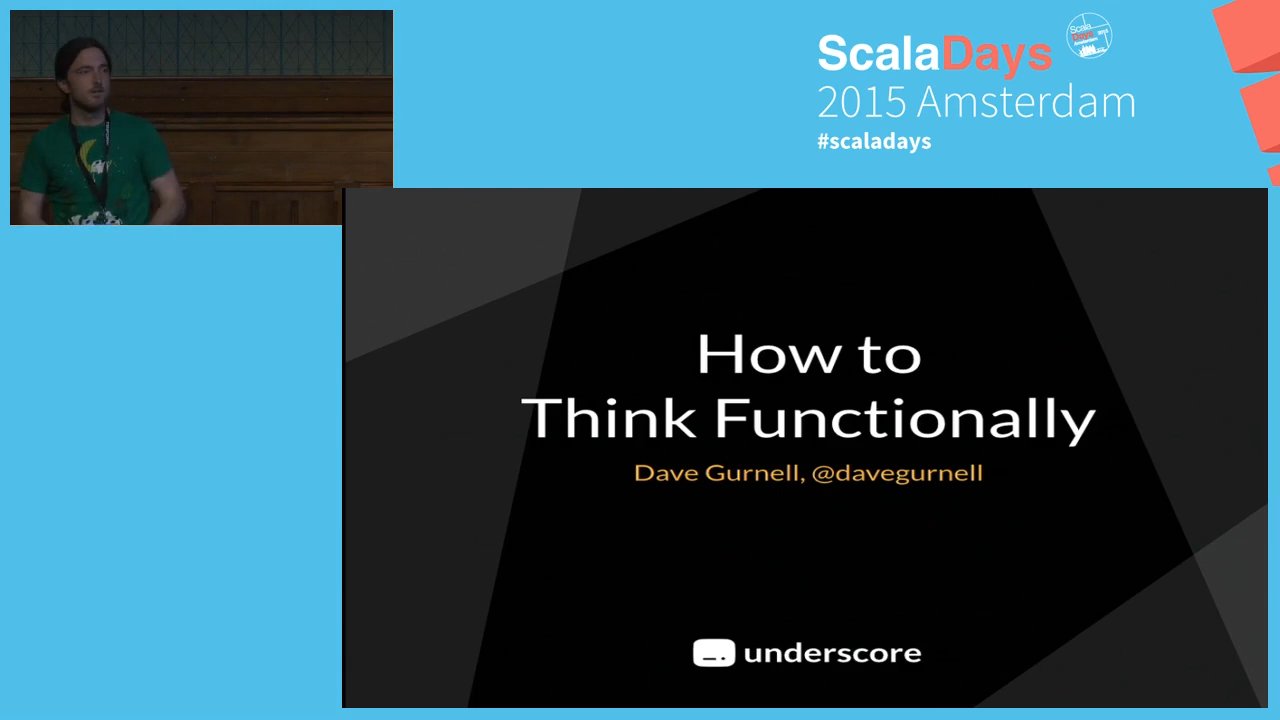 ScalaDays
2015 Amsterdam
#scaladays
How to
Think Functionally
Dave Gurnell, @davegurnell
underscore